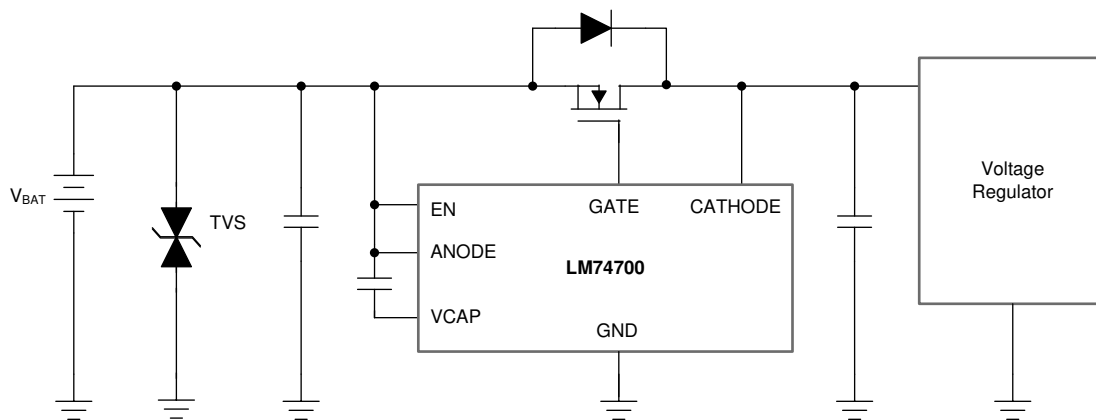 Voltage
Regulator
V_BAT
TVS
EN
GATE
CATHODE
ANODE
LM74700
VCAP
GND